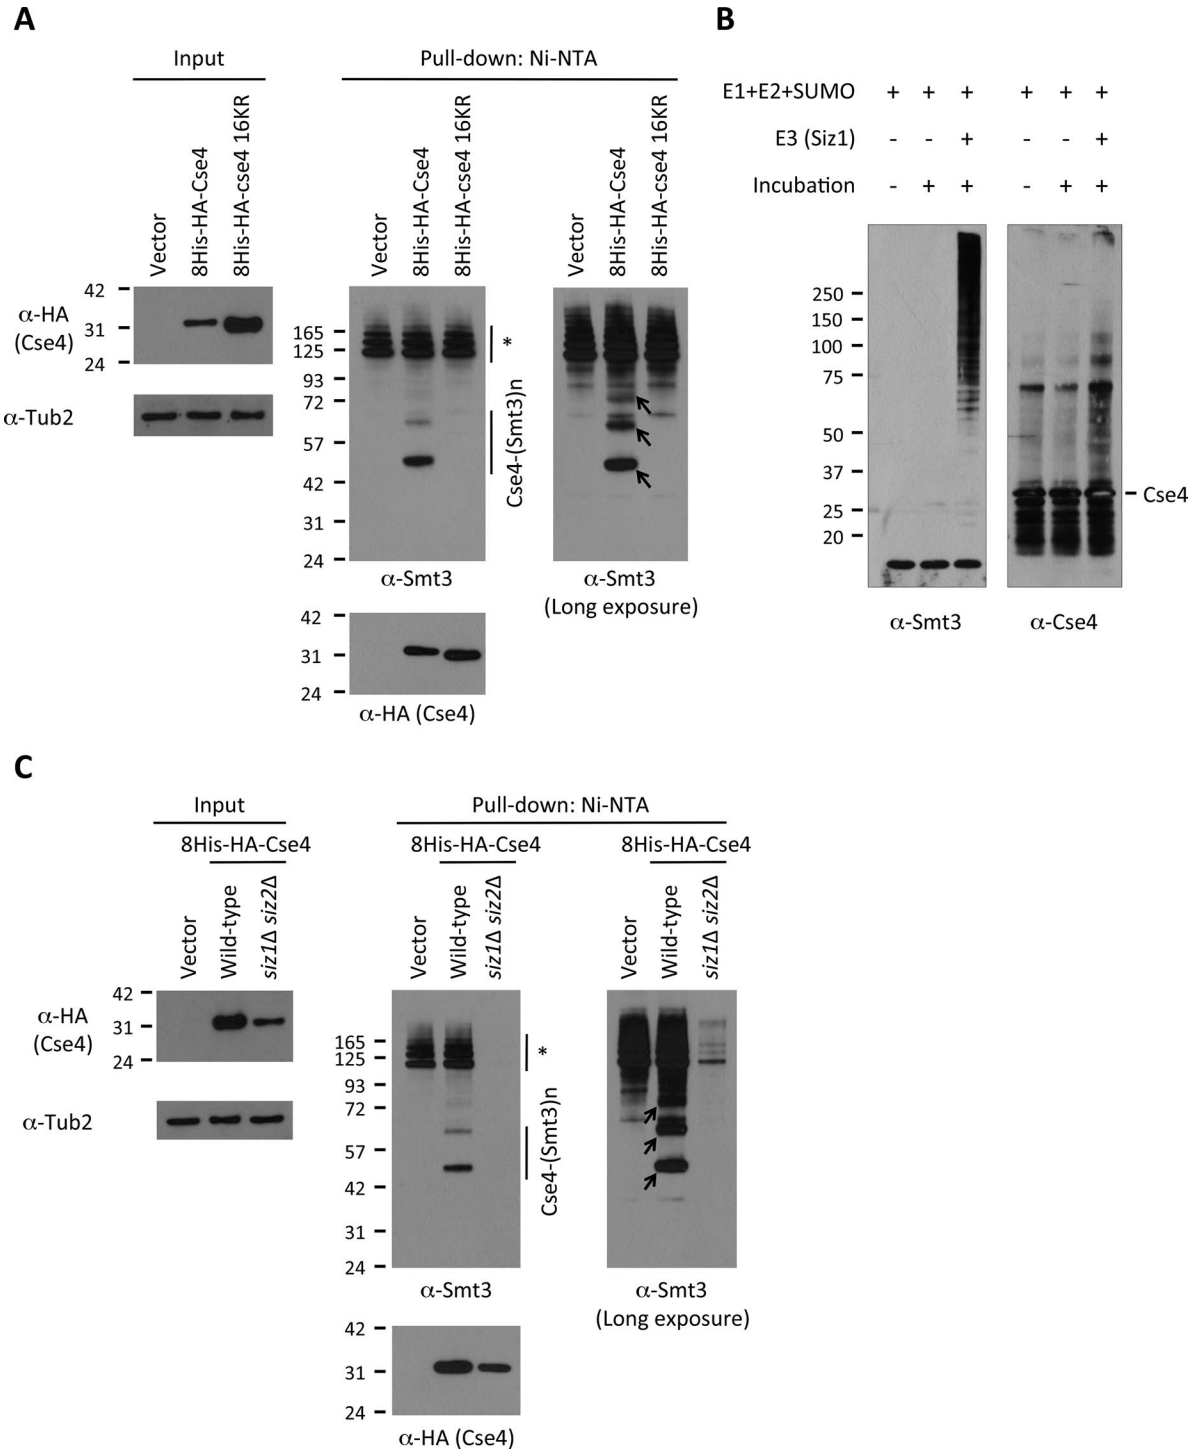 A
Input
Pull-down: Ni-NTA
Vector
8His-HA-Cse4
8His-HA-cse4 16KR
Vector
8His-HA-Cse4
8His-HA-cse4 16KR
Vector
8His-HA-Cse4
8His-HA-cse4 16KR
α-HA
(Cse4)
42
31
24
α-Tub2
165
125
93
72
57
42
31
24
*
Cse4-(Smt3)n
α-Smt3
α-Smt3
(Long exposure)
42
31
24
α-HA (Cse4)
B
E1+E2+SUMO + + + + + +
E3 (Siz1) - - + - - +
Incubation - + + - + +
250
150
100
75
50
37
25
20
Cse4
α-Smt3
α-Cse4
C
Input
Pull-down: Ni-NTA
8His-HA-Cse4
8His-HA-Cse4
8His-HA-Cse4
Vector
Wild-type
siz1Δ siz2Δ
Vector
Wild-type
siz1Δ siz2Δ
Vector
Wild-type
siz1Δ siz2Δ
α-HA
(Cse4)
42
31
24
α-Tub2
165
125
93
72
57
42
31
24
*
Cse4-(Smt3)n
α-Smt3
α-Smt3
(Long exposure)
42
31
24
α-HA (Cse4)